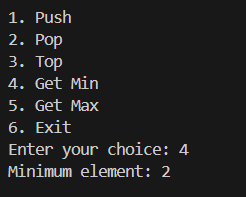 1. Push
2. Pop
3. Top
4. Get Min
5. Get Max
6. Exit
Enter your choice: 4
Minimum element: 2